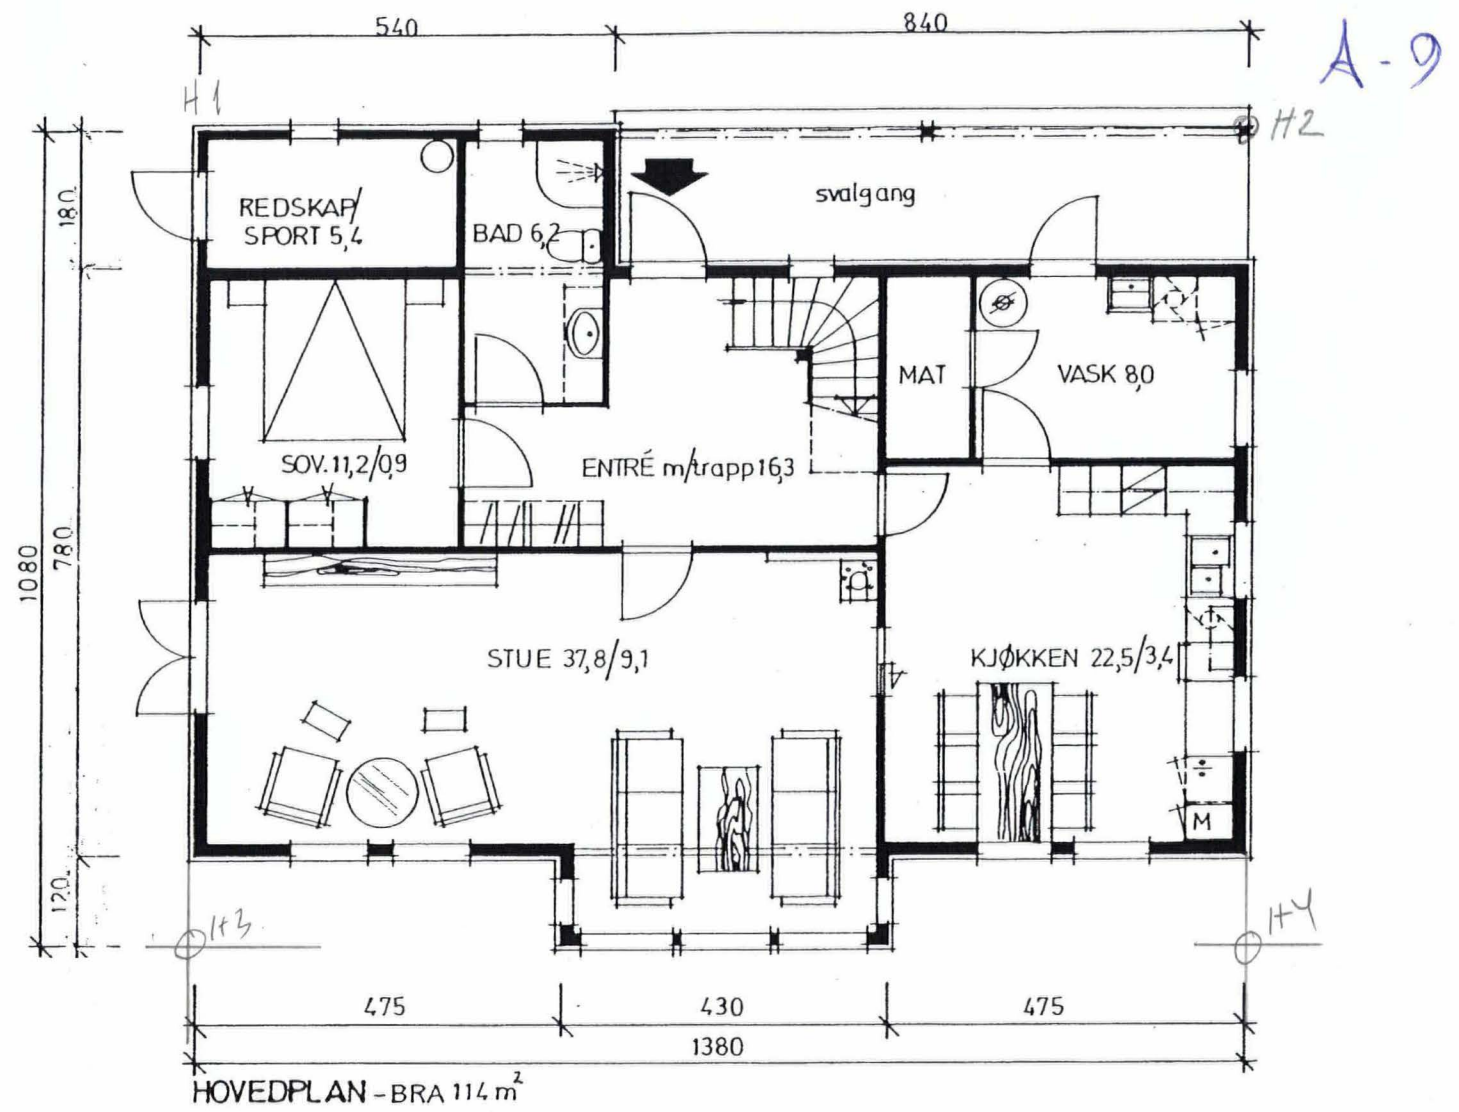 540
840
A-9
H1
H2
180
REDSKAP/
SPORT 5,4
BAD 6,2
svalgang
MAT
VASK 8,0
SOV. 11,2/0,9
ENTRÉ m/trapp 16,3
780
1080
STUE 37,8/9,1
KJØKKEN 22,5/3,4
M
120
H3
H4
475
430
475
1380
HOVEDPLAN - BRA 114 m²